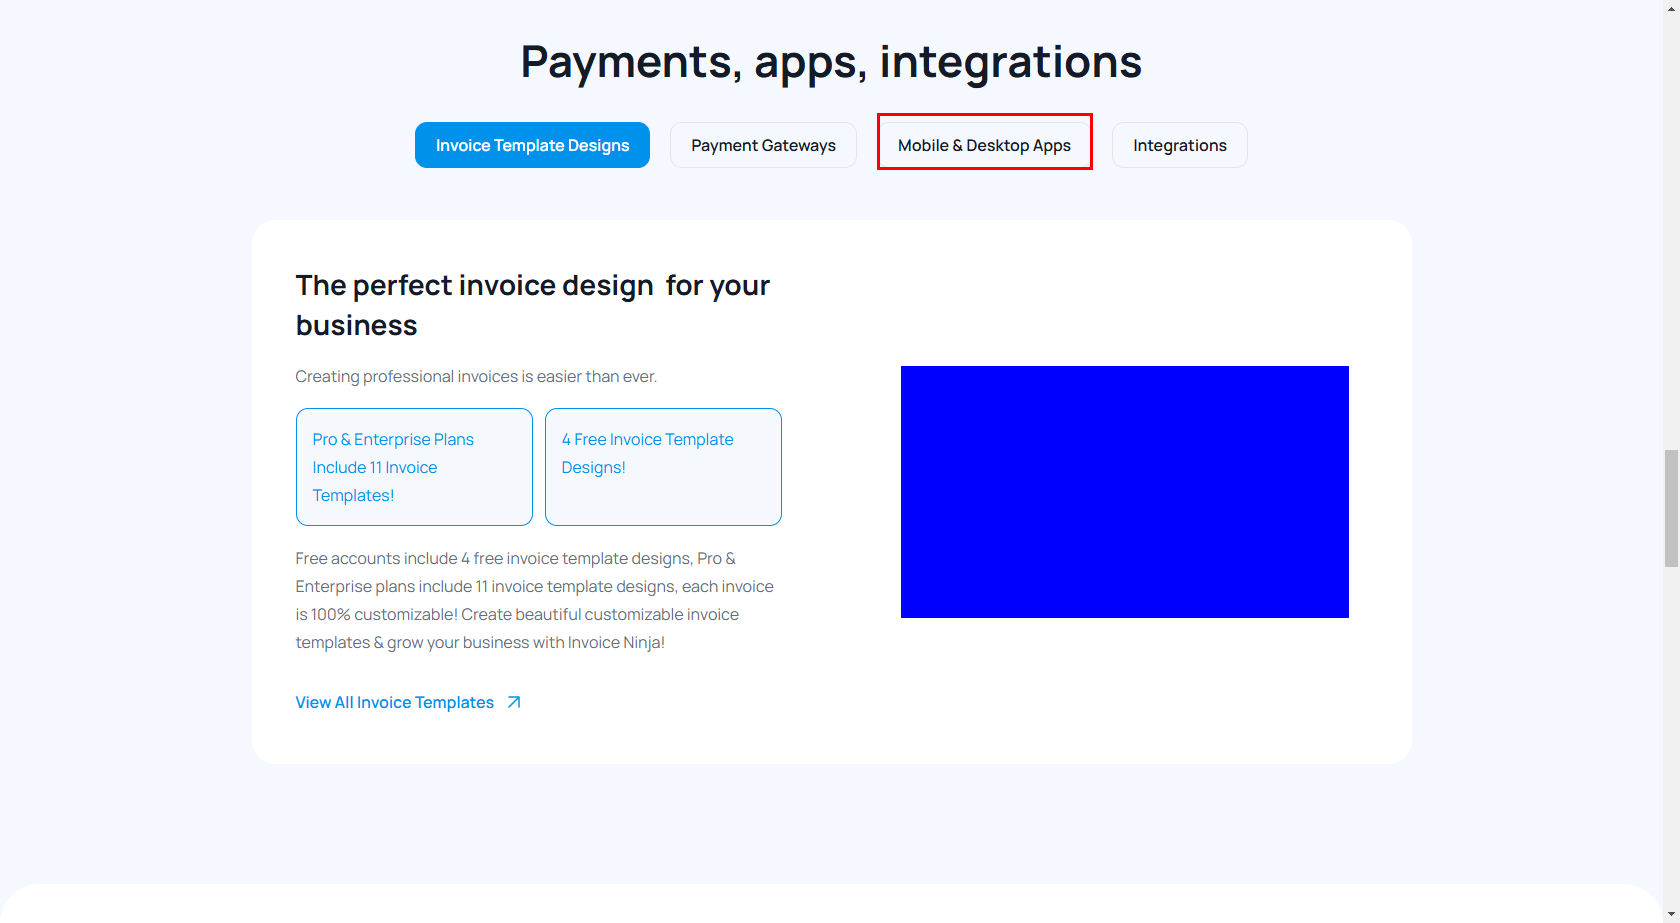 Payments, apps, integrations
Invoice Template Designs
Payment Gateways
Mobile & Desktop Apps
Integrations
The perfect invoice design for your
business
Creating professional invoices is easier than ever.
Pro & Enterprise Plans
Include 11 Invoice
Templates!
4 Free Invoice Template
Designs!
Free accounts include 4 free invoice template designs, Pro &
Enterprise plans include 11 invoice template designs, each invoice
is 100% customizable! Create beautiful customizable invoice
templates & grow your business with Invoice Ninja!
View All Invoice Templates